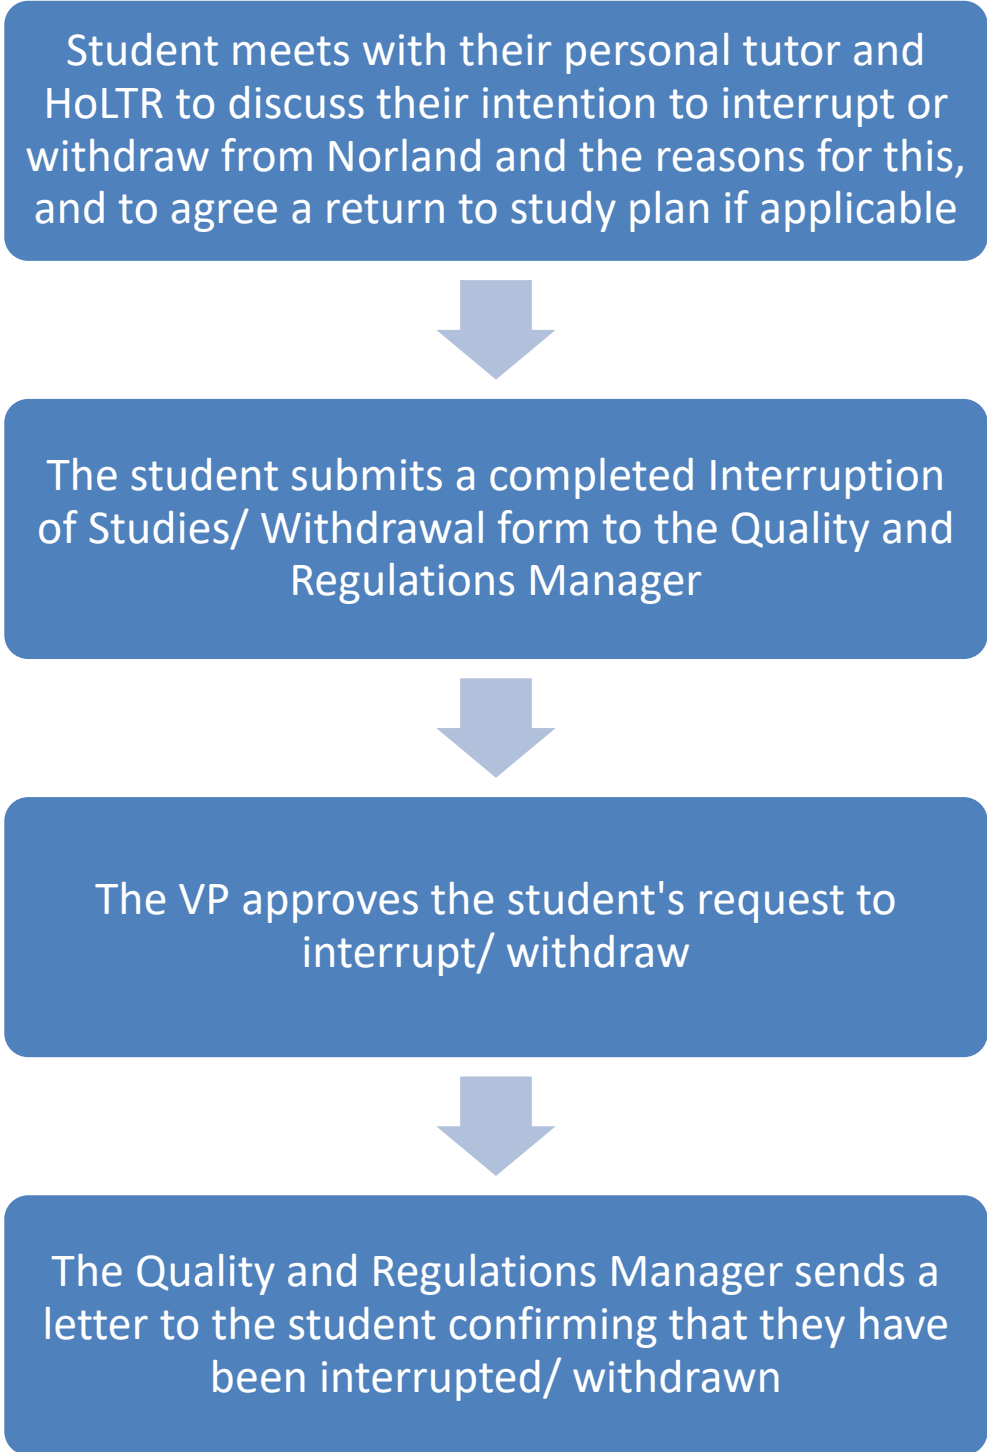 Student meets with their personal tutor and
HoLTR to discuss their intention to interrupt or
withdraw from Norland and the reasons for this,
and to agree a return to study plan if applicable
The student submits a completed Interruption
of Studies/ Withdrawal form to the Quality and
Regulations Manager
The VP approves the student's request to
interrupt/ withdraw
The Quality and Regulations Manager sends a
letter to the student confirming that they have
been interrupted/ withdrawn